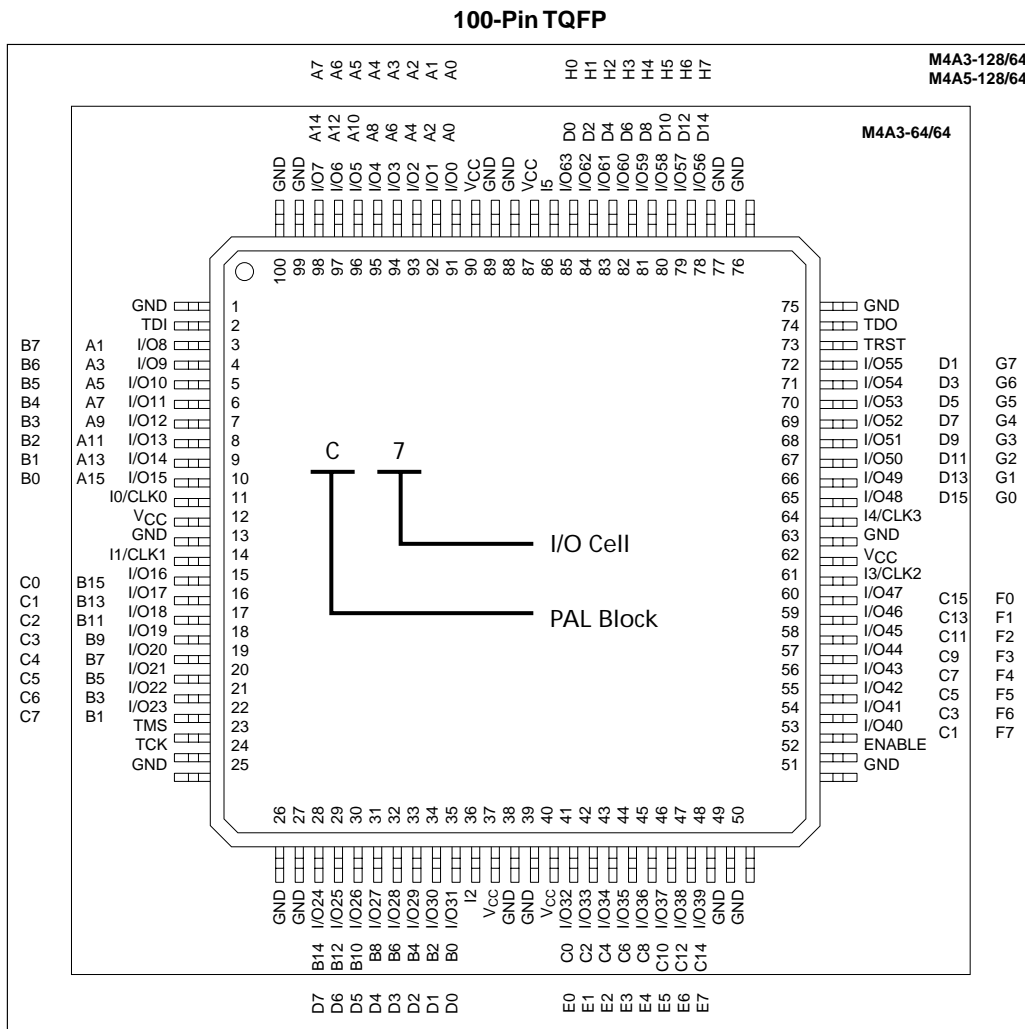 100-Pin TQFP
M4A3-128/64
M4A5-128/64
A7 A6 A5 A4 A3 A2 A1 A0 H0 H1 H2 H3 H4 H5 H6 H7
M4A3-64/64
A14 A12 A10 A8 A6 A4 A2 A0 D0 D2 D4 D6 D8 D10 D12 D14
GND GND I/O7 I/O6 I/O5 I/O4 I/O3 I/O2 I/O1 I/O0 VCC GND GND VCC I5 I/O63 I/O62 I/O61 I/O60 I/O59 I/O58 I/O57 I/O56 GND GND
100 99 98 97 96 95 94 93 92 91 90 89 88 87 86 85 84 83 82 81 80 79 78 77 76
GND 1 75 GND
TDI 2 74 TDO
B7 A1 I/O8 3 73 TRST
B6 A3 I/O9 4 72 I/O55 D1 G7
B5 A5 I/O10 5 71 I/O54 D3 G6
B4 A7 I/O11 6 70 I/O53 D5 G5
B3 A9 I/O12 7 69 I/O52 D7 G4
B2 A11 I/O13 8 68 I/O51 D9 G3
B1 A13 I/O14 9 67 I/O50 D11 G2
B0 A15 I/O15 10 66 I/O49 D13 G1
I0/CLK0 11 65 I/O48 D15 G0
VCC 12 64 I4/CLK3
GND 13 63 GND
I1/CLK1 14 62 VCC
C0 B15 I/O16 15 61 I3/CLK2
C1 B13 I/O17 16 60 I/O47 C15 F0
C2 B11 I/O18 17 59 I/O46 C13 F1
C3 B9 I/O19 18 58 I/O45 C11 F2
C4 B7 I/O20 19 57 I/O44 C9 F3
C5 B5 I/O21 20 56 I/O43 C7 F4
C6 B3 I/O22 21 55 I/O42 C5 F5
C7 B1 I/O23 22 54 I/O41 C3 F6
TMS 23 53 I/O40 C1 F7
TCK 24 52 ENABLE
GND 25 51 GND
C 7
I/O Cell
PAL Block
26 27 28 29 30 31 32 33 34 35 36 37 38 39 40 41 42 43 44 45 46 47 48 49 50
GND GND I/O24 I/O25 I/O26 I/O27 I/O28 I/O29 I/O30 I/O31 I2 VCC GND GND VCC I/O32 I/O33 I/O34 I/O35 I/O36 I/O37 I/O38 I/O39 GND GND
B14 B12 B10 B8 B6 B4 B2 B0 C0 C2 C4 C6 C8 C10 C12 C14
D7 D6 D5 D4 D3 D2 D1 D0 E0 E1 E2 E3 E4 E5 E6 E7